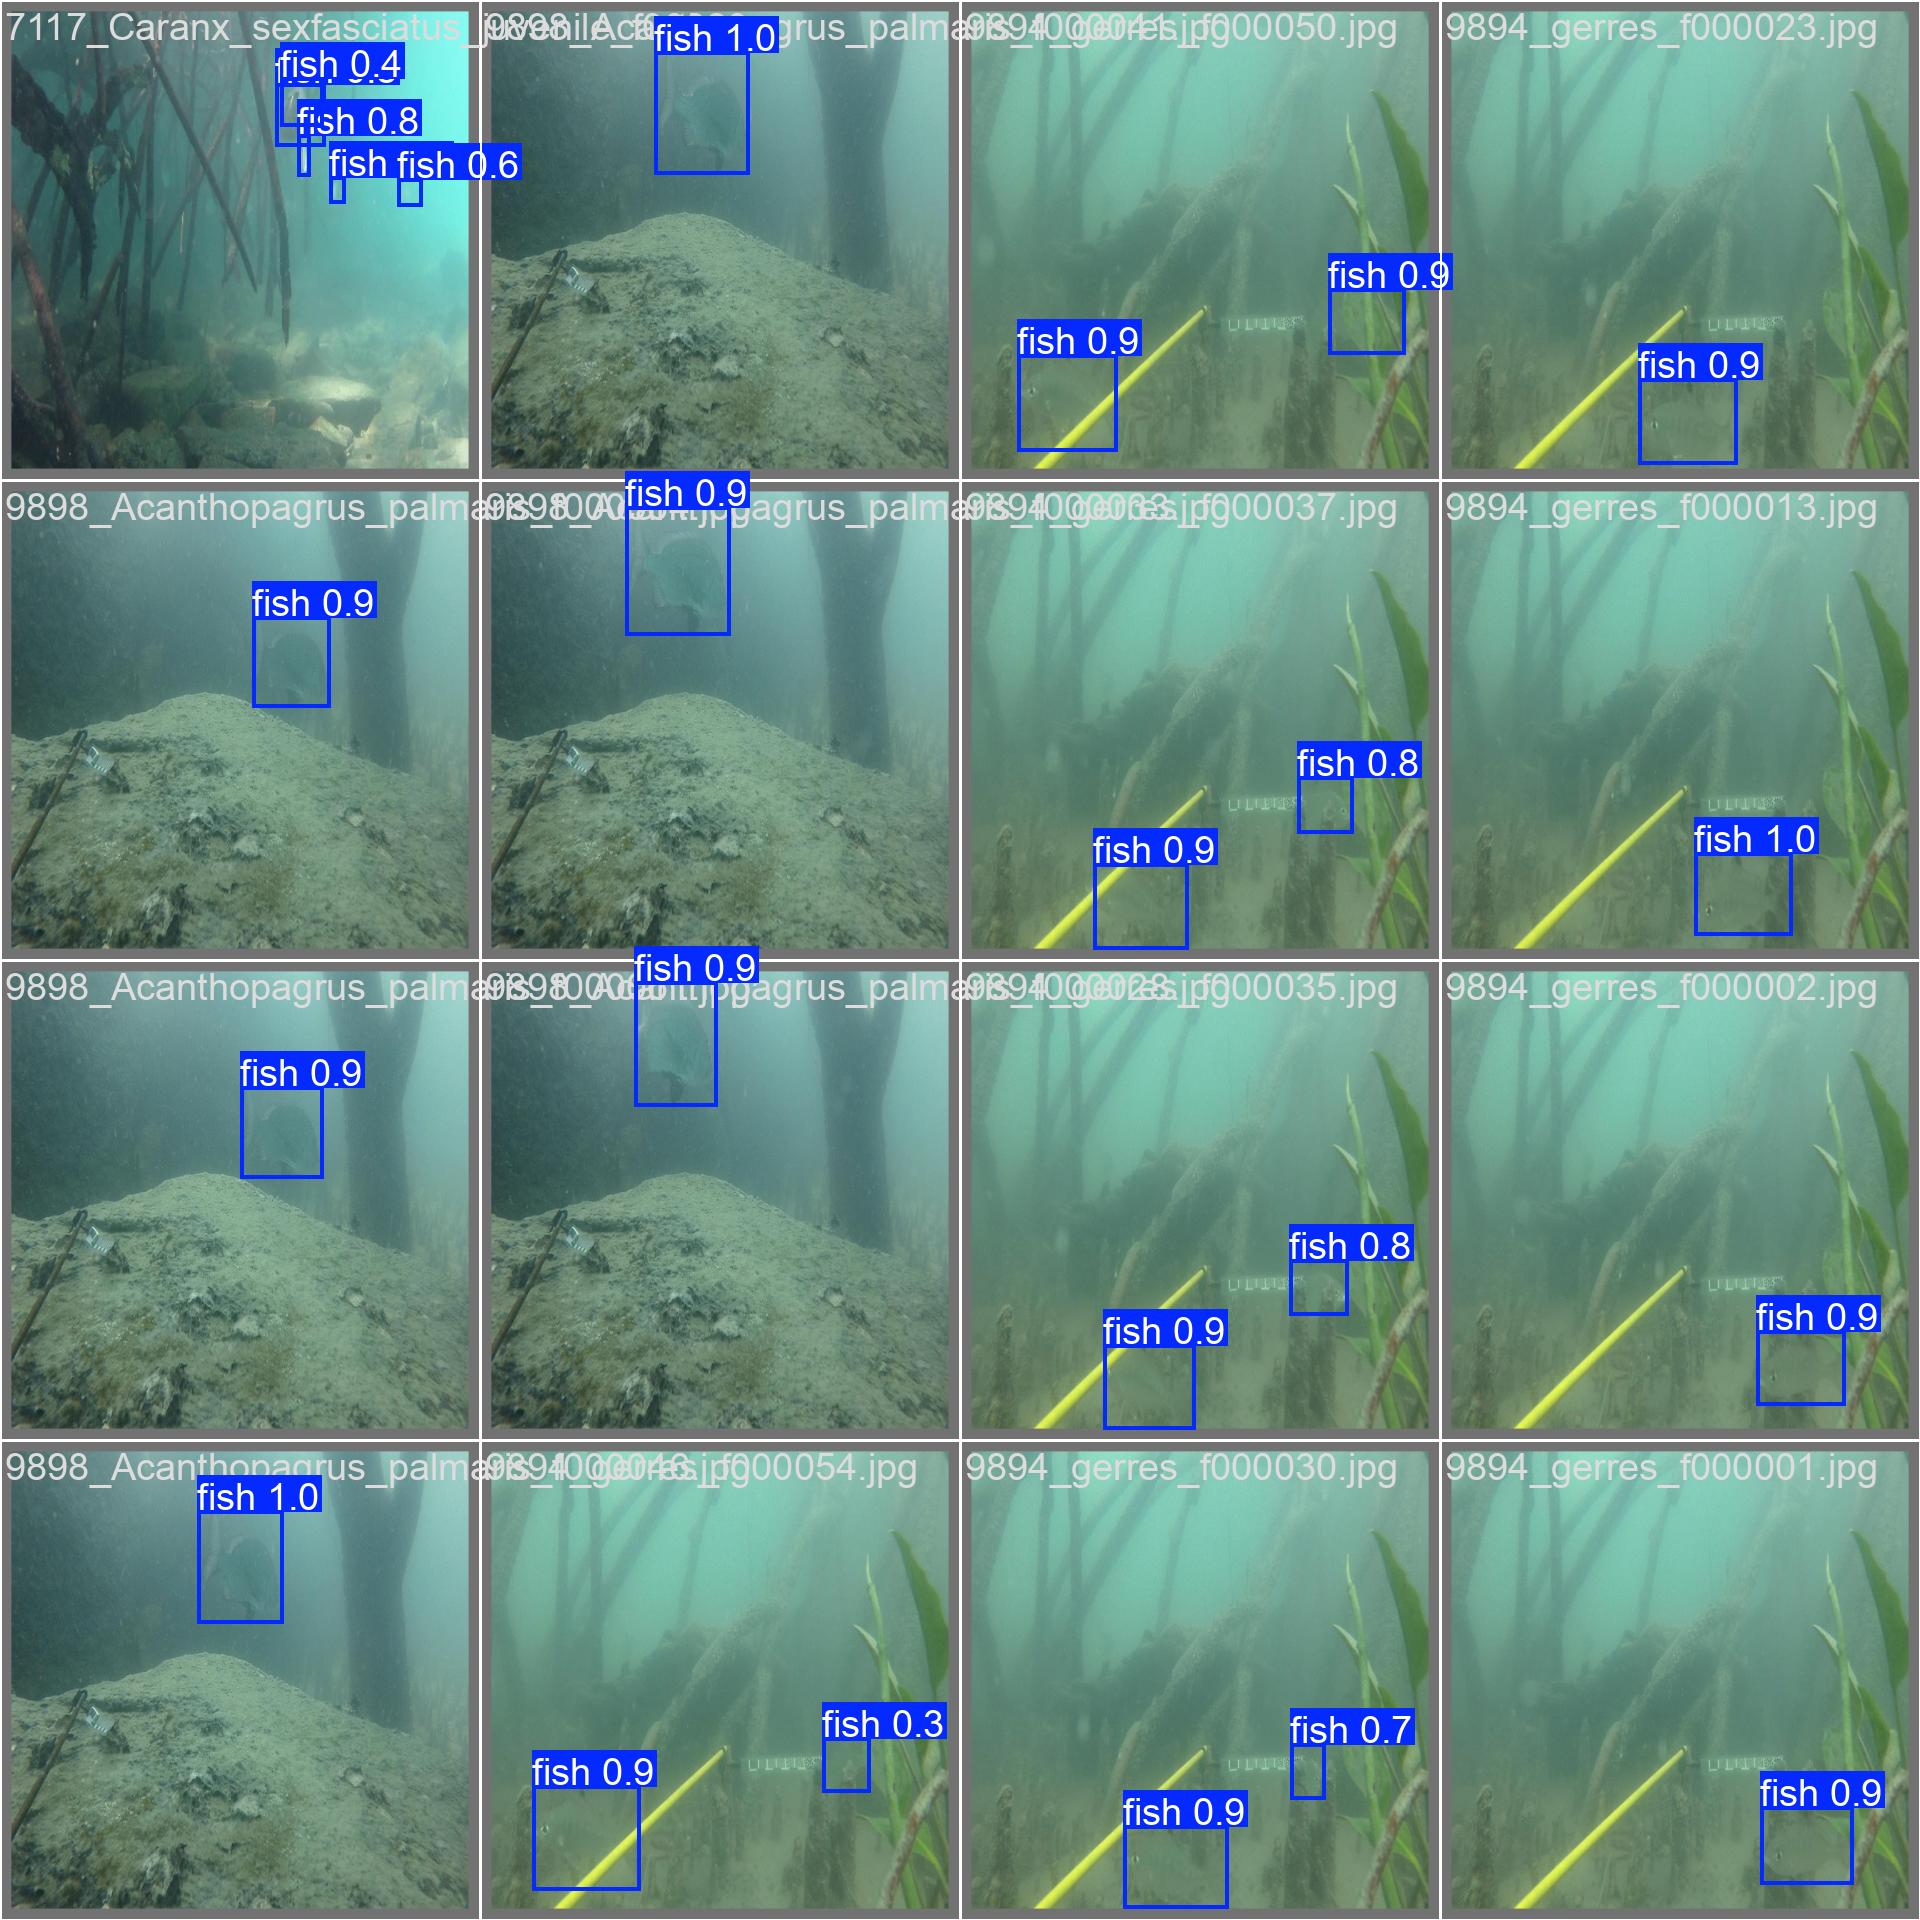 7117_Caranx_sexfasciatus_
fish 0.4
fish 0.8
fish
fish 0.6
fish 1.0
9894_gerres_f000050.jpg
fish 0.9
fish 0.9
9894_gerres_f000023.jpg
fish 0.9
9898_Acanthopagrus_palmaris_
fish 0.9
fish 0.9
9894_gerres_f000037.jpg
fish 0.8
fish 0.9
9894_gerres_f000013.jpg
fish 1.0
9898_Acanthopagrus_palmaris_
fish 0.9
fish 0.9
9894_gerres_f000035.jpg
fish 0.8
fish 0.9
9894_gerres_f000002.jpg
fish 0.9
9898_Acanthopagrus_palmaris_
fish 1.0
9894_gerres_f000054.jpg
fish 0.3
fish 0.9
9894_gerres_f000030.jpg
fish 0.7
fish 0.9
9894_gerres_f000001.jpg
fish 0.9